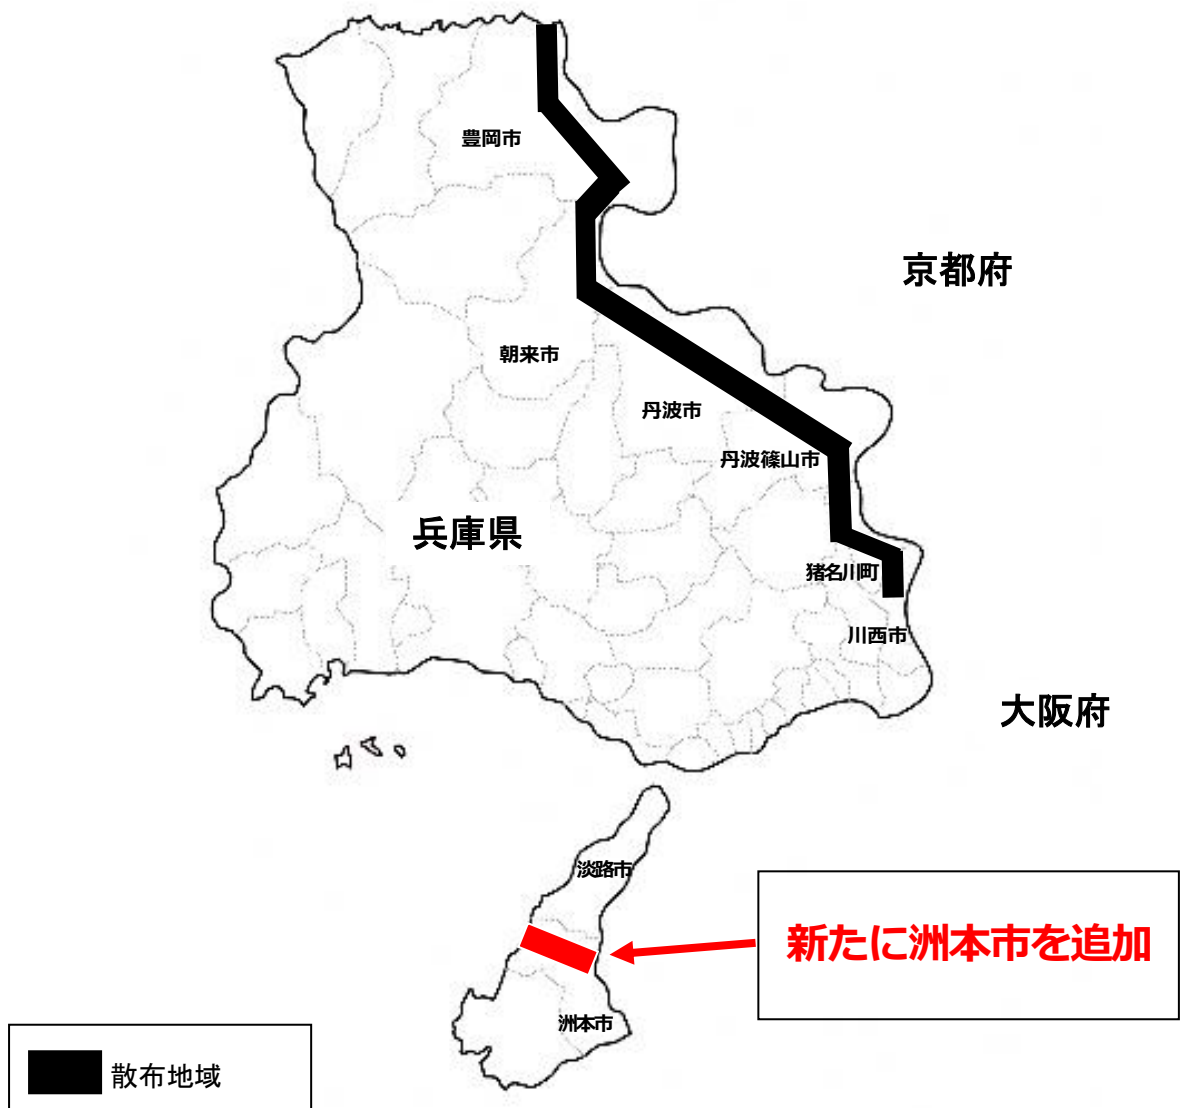 豊岡市
京都府
朝来市
丹波市
丹波篠山市
兵庫県
猪名川町
川西市
大阪府
淡路市
新たに洲本市を追加
洲本市
散布地域